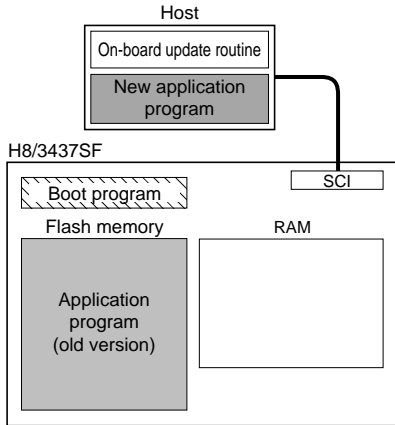 Host
On-board update routine
New application
program
H8/3437SF
SCI
Boot program
Flash memory
RAM
Application
program
(old version)